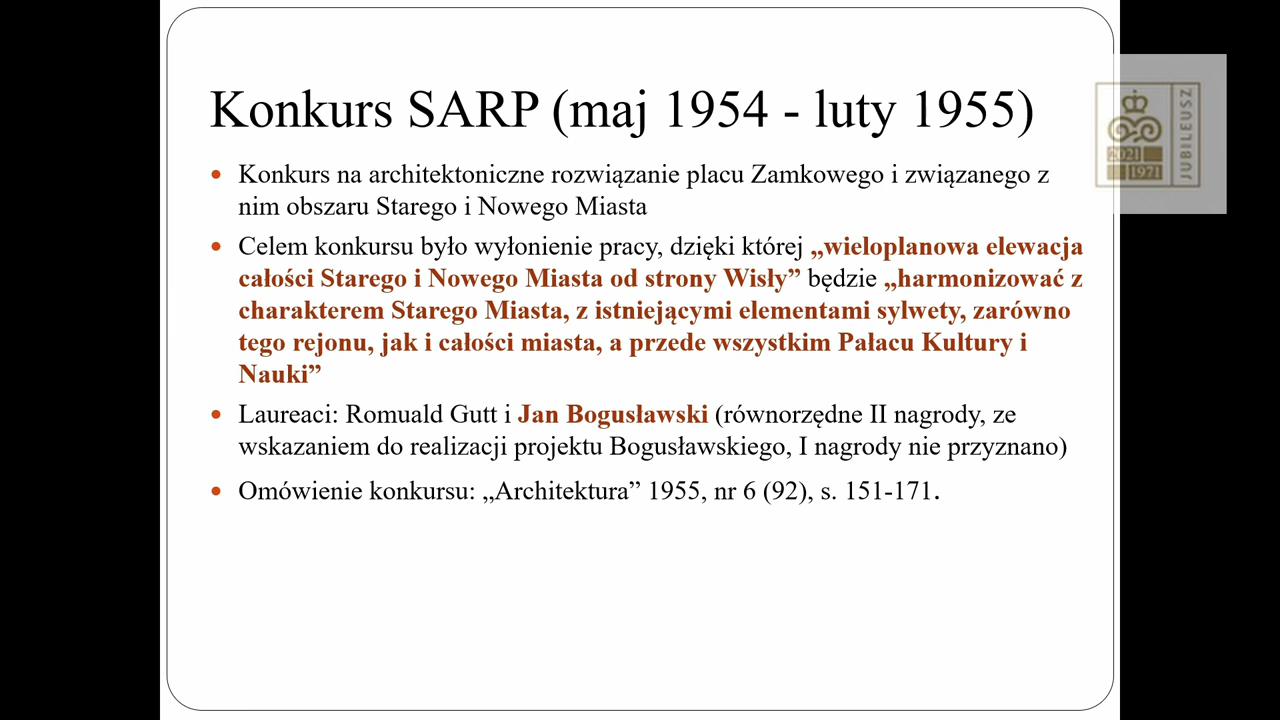 Konkurs SARP (maj 1954 - luty 1955)
• Konkurs na architektoniczne rozwiązanie placu Zamkowego i związanego z
nim obszaru Starego i Nowego Miasta
• Celem konkursu było wyłonienie pracy, dzięki której „wieloplanowa elewacja
całości Starego i Nowego Miasta od strony Wisły” będzie „harmonizować z
charakterem Starego Miasta, z istniejącymi elementami sylwety, zarówno
tego rejonu, jak i całości miasta, a przede wszystkim Pałacu Kultury i
Nauki”
• Laureaci: Romuald Gutt i Jan Bogusławski (równorzędne II nagrody, ze
wskazaniem do realizacji projektu Bogusławskiego, I nagrody nie przyznano)
• Omówienie konkursu: „Architektura” 1955, nr 6 (92), s. 151-171.
2021
1971
JUBILEUSZ